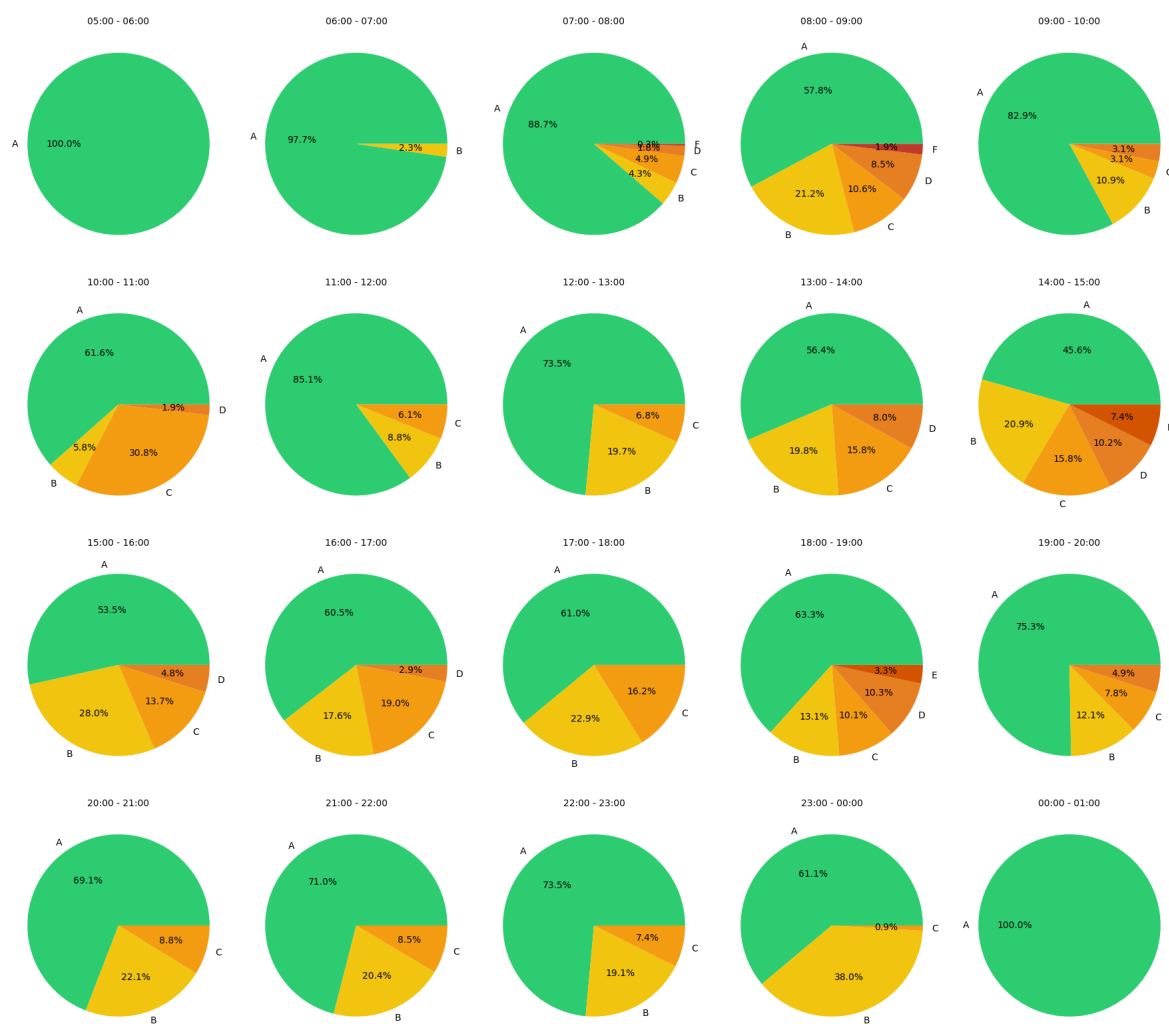 05:00 - 06:00
A
100.0%
06:00 - 07:00
A
97.7%
2.3%
B
07:00 - 08:00
A
88.7%
4.3%
B
4.9%
C
1.8%
D
0.3%
F
08:00 - 09:00
A
57.8%
21.2%
B
10.6%
C
8.5%
D
1.9%
F
09:00 - 10:00
A
82.9%
10.9%
B
3.1%
3.1%
10:00 - 11:00
A
61.6%
5.8%
B
30.8%
C
1.9%
D
11:00 - 12:00
A
85.1%
8.8%
B
6.1%
C
12:00 - 13:00
A
73.5%
19.7%
B
6.8%
C
13:00 - 14:00
A
56.4%
19.8%
B
15.8%
C
8.0%
D
14:00 - 15:00
A
45.6%
20.9%
B
15.8%
C
10.2%
D
7.4%
15:00 - 16:00
A
53.5%
28.0%
B
13.7%
C
4.8%
D
16:00 - 17:00
A
60.5%
17.6%
B
19.0%
C
2.9%
D
17:00 - 18:00
A
61.0%
22.9%
B
16.2%
C
18:00 - 19:00
A
63.3%
13.1%
B
10.1%
C
10.3%
D
3.3%
E
19:00 - 20:00
A
75.3%
12.1%
B
7.8%
C
4.9%
20:00 - 21:00
A
69.1%
22.1%
B
8.8%
C
21:00 - 22:00
A
71.0%
20.4%
B
8.5%
C
22:00 - 23:00
A
73.5%
19.1%
B
7.4%
C
23:00 - 00:00
A
61.1%
38.0%
B
0.9%
C
00:00 - 01:00
A
100.0%